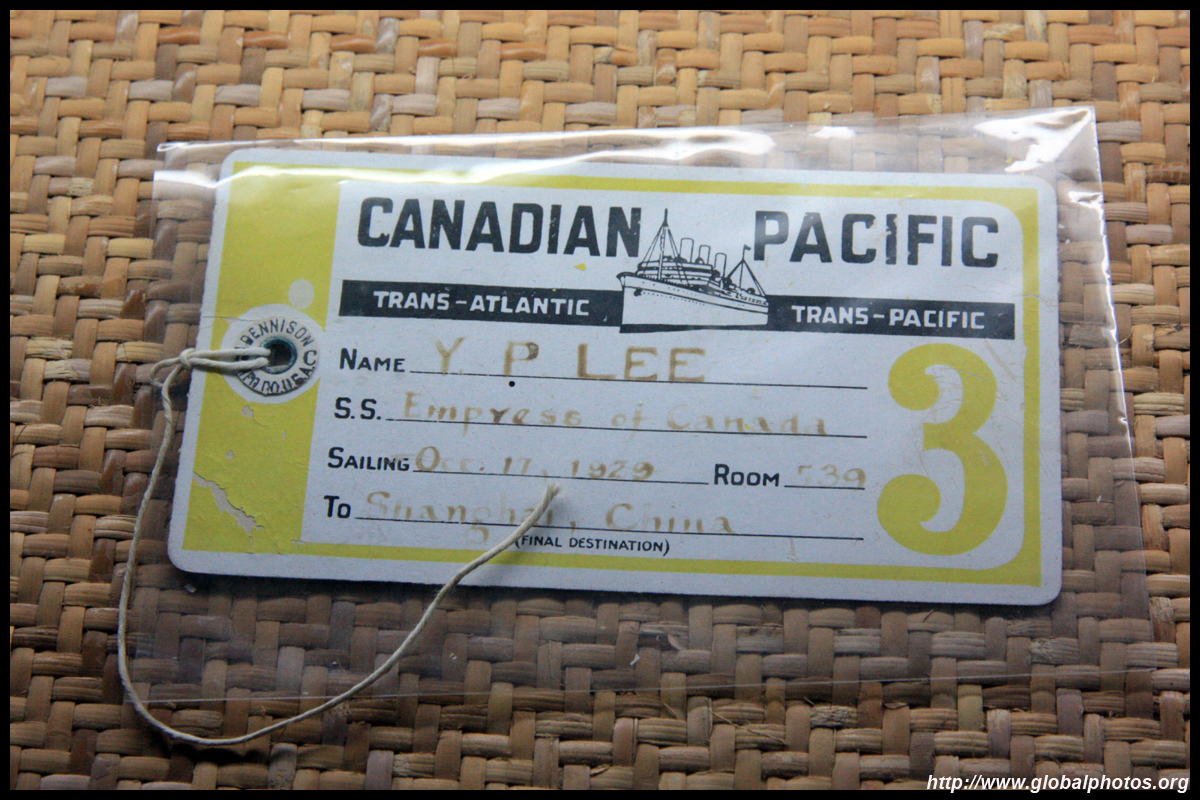 CANADIAN PACIFIC
TRANS-ATLANTIC TRANS-PACIFIC
DENNISON
NAME Y. P. LEE
S.S. Empress of Canada
SAILING Oct. 17, 1929 ROOM 339
TO Shanghai, China
(FINAL DESTINATION)
3
http://www.globalphotos.org